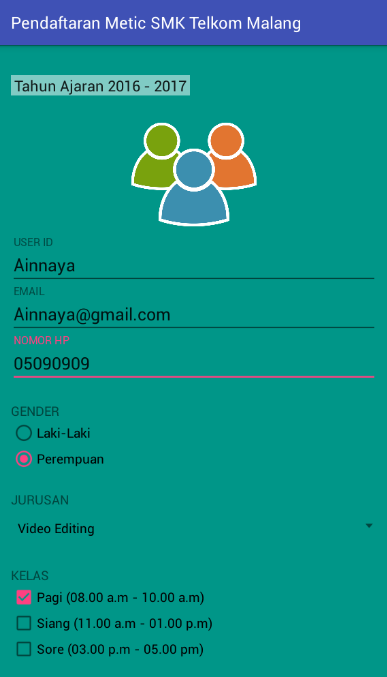 Pendaftaran Metic SMK Telkom Malang
Tahun Ajaran 2016 - 2017
USER ID
Ainnaya
EMAIL
Ainnaya@gmail.com
NOMOR HP
05090909
GENDER
Laki-Laki
Perempuan
JURUSAN
Video Editing
KELAS
Pagi (08.00 a.m - 10.00 a.m)
Siang (11.00 a.m - 01.00 p.m)
Sore (03.00 p.m - 05.00 pm)